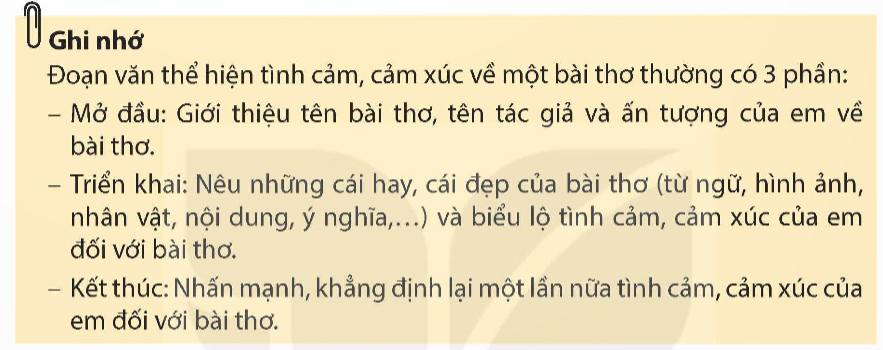 Ghi nhớ
Đoạn văn thể hiện tình cảm, cảm xúc về một bài thơ thường có 3 phần:
– Mở đầu: Giới thiệu tên bài thơ, tên tác giả và ấn tượng của em về
bài thơ.
– Triển khai: Nêu những cái hay, cái đẹp của bài thơ (từ ngữ, hình ảnh,
nhân vật, nội dung, ý nghĩa,...) và biểu lộ tình cảm, cảm xúc của em
đối với bài thơ.
– Kết thúc: Nhấn mạnh, khẳng định lại một lần nữa tình cảm, cảm xúc của
em đối với bài thơ.